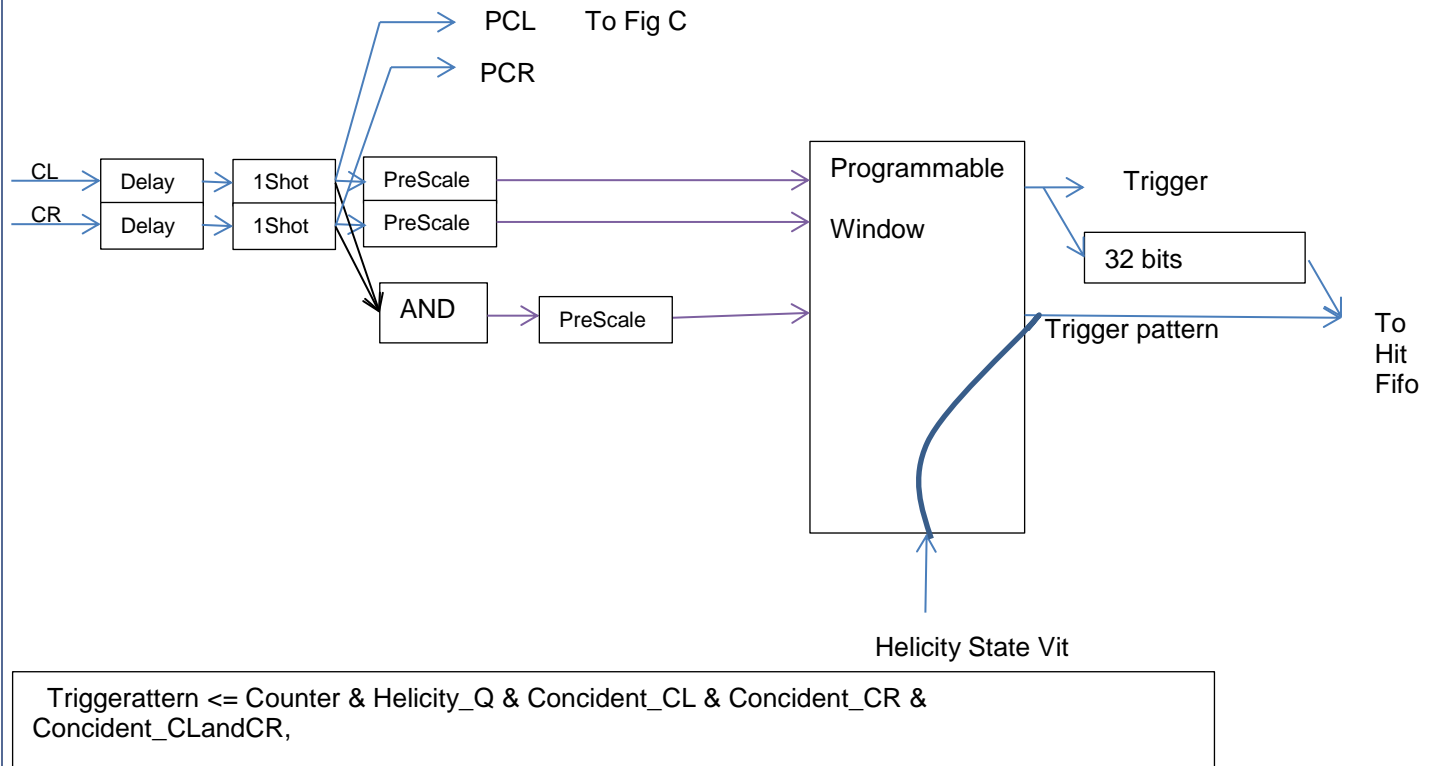 PCL To Fig C
PCR
CL Delay 1Shot PreScale
CR Delay 1Shot PreScale
Programmable
Window
Trigger
32 bits
AND
PreScale
Trigger pattern
To
Hit
Fifo
Helicity State Vit
Triggerattern <= Counter & Helicity_Q & Concident_CL & Concident_CR &
Concident_CLandCR,